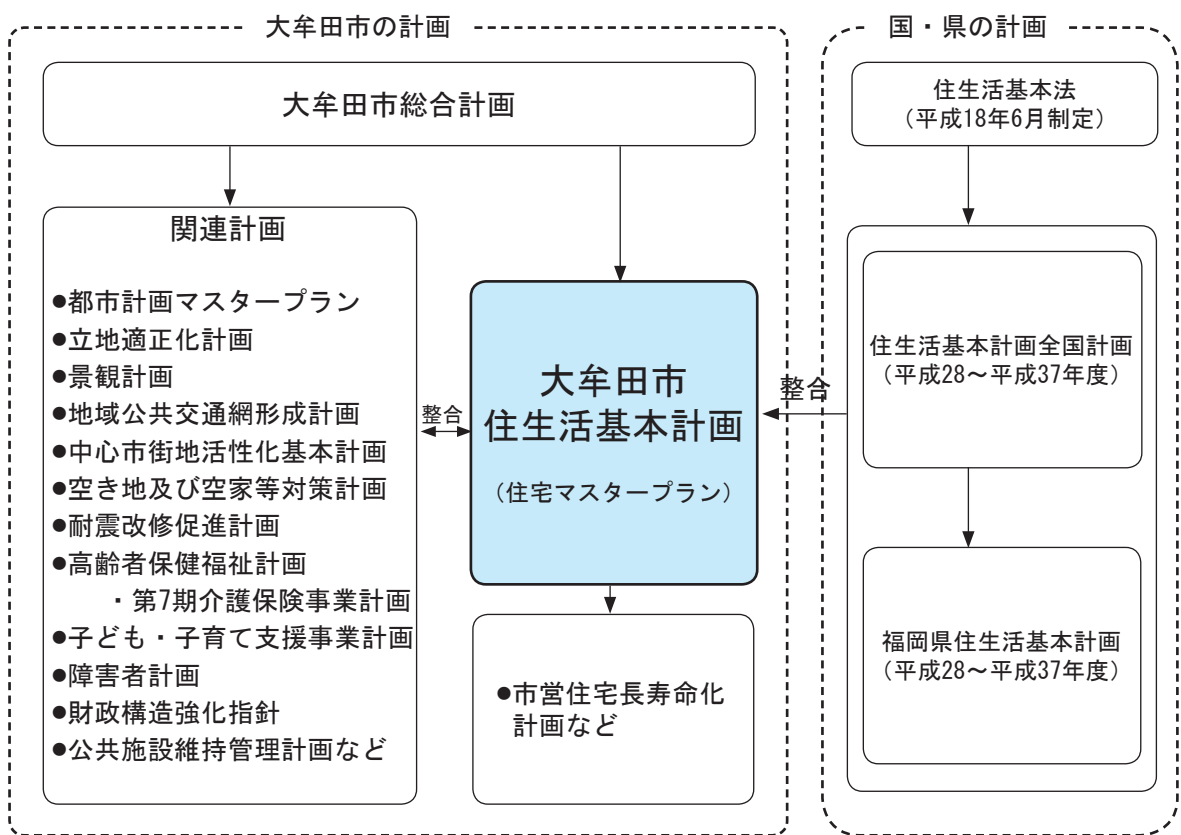 大牟田市の計画
大牟田市総合計画
関連計画
●都市計画マスタープラン
●立地適正化計画
●景観計画
●地域公共交通網形成計画
●中心市街地活性化基本計画
●空き地及び空家等対策計画
●耐震改修促進計画
●高齢者保健福祉計画
・第7期介護保険事業計画
●子ども・子育て支援事業計画
●障害者計画
●財政構造強化指針
●公共施設維持管理計画など
整合
大牟田市
住生活基本計画
（住宅マスタープラン）
●市営住宅長寿命化
計画など
整合
国・県の計画
住生活基本法
（平成18年6月制定）
住生活基本計画全国計画
（平成28～平成37年度）
福岡県住生活基本計画
（平成28～平成37年度）